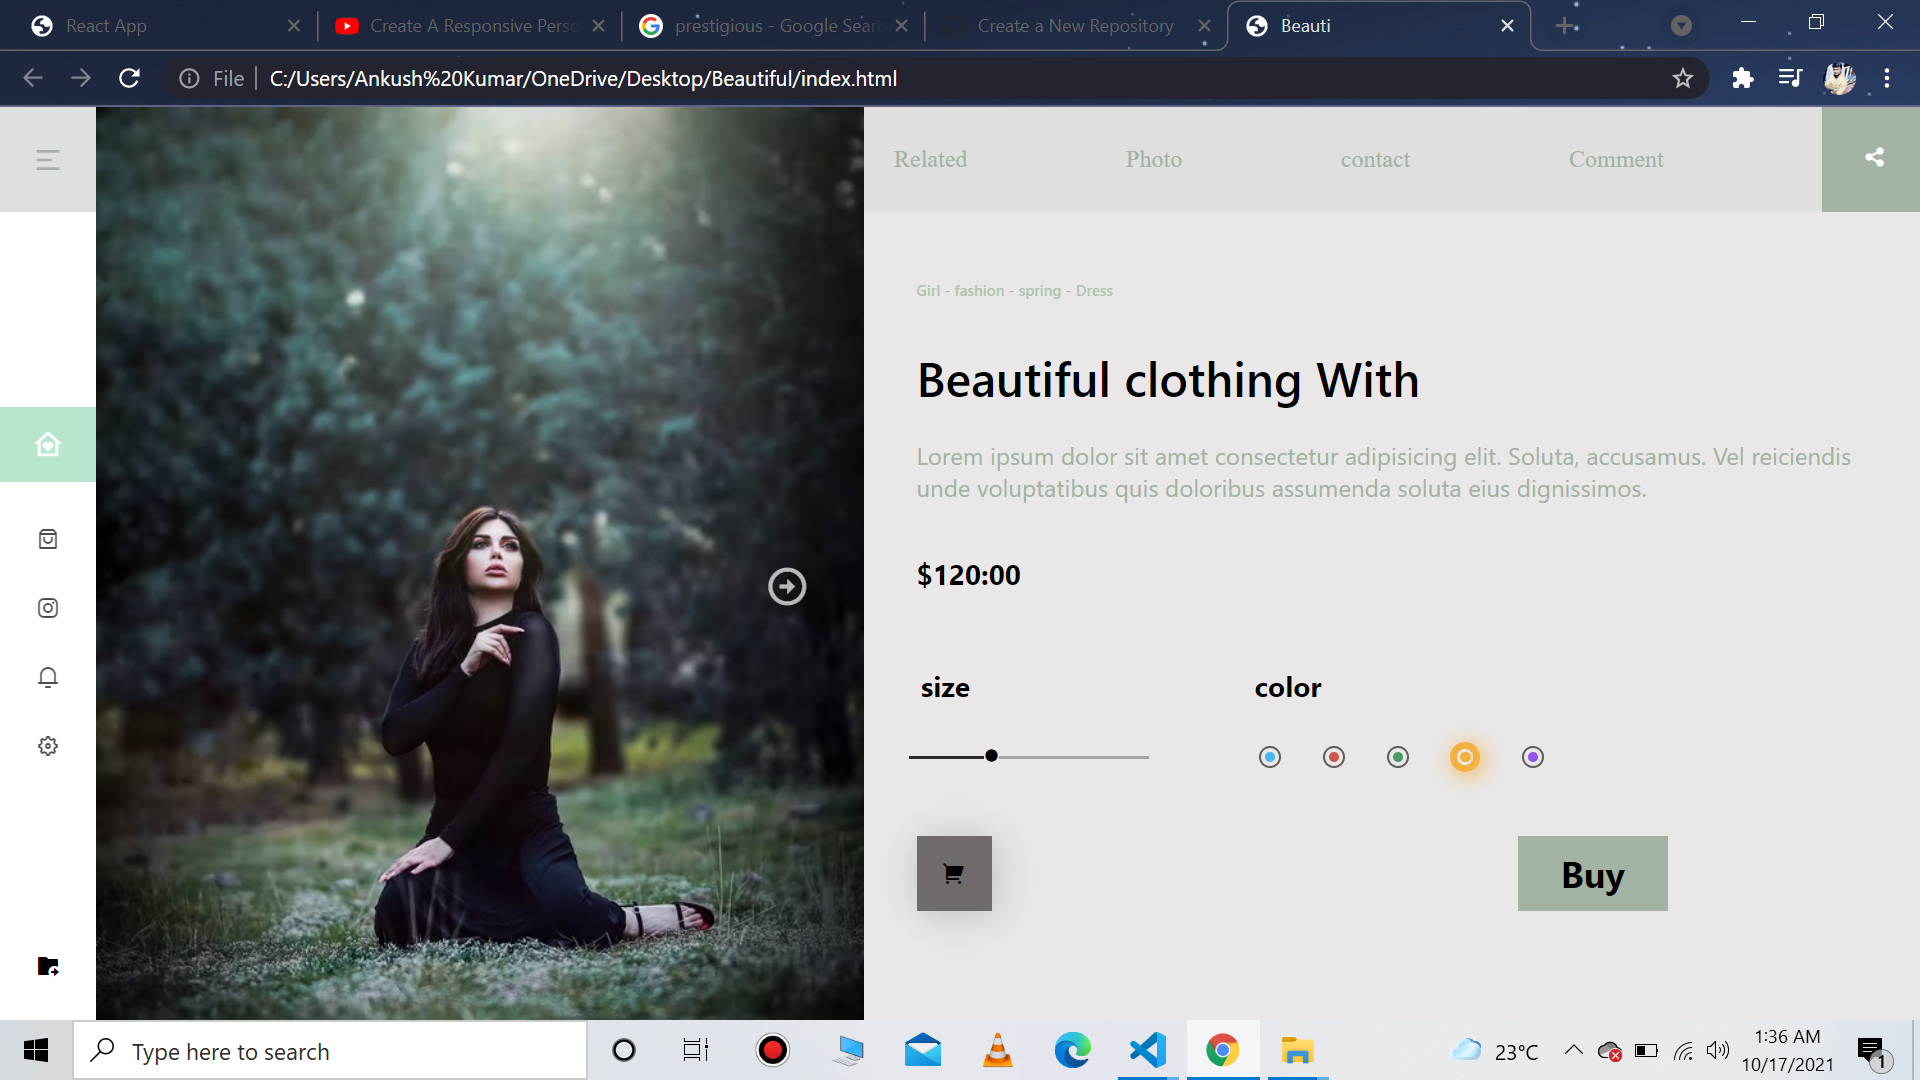 React App
Create A Responsive Perso
prestigious - Google Searc
Create a New Repository
Beauti
File
C:/Users/Ankush%20Kumar/OneDrive/Desktop/Beautiful/index.html
Related
Photo
contact
Comment
Girl - fashion - spring - Dress
Beautiful clothing With
Lorem ipsum dolor sit amet consectetur adipisicing elit. Soluta, accusamus. Vel reiciendis
unde voluptatibus quis doloribus assumenda soluta eius dignissimos.
$120:00
size
color
Buy
Type here to search
23°C
1:36 AM
10/17/2021
1